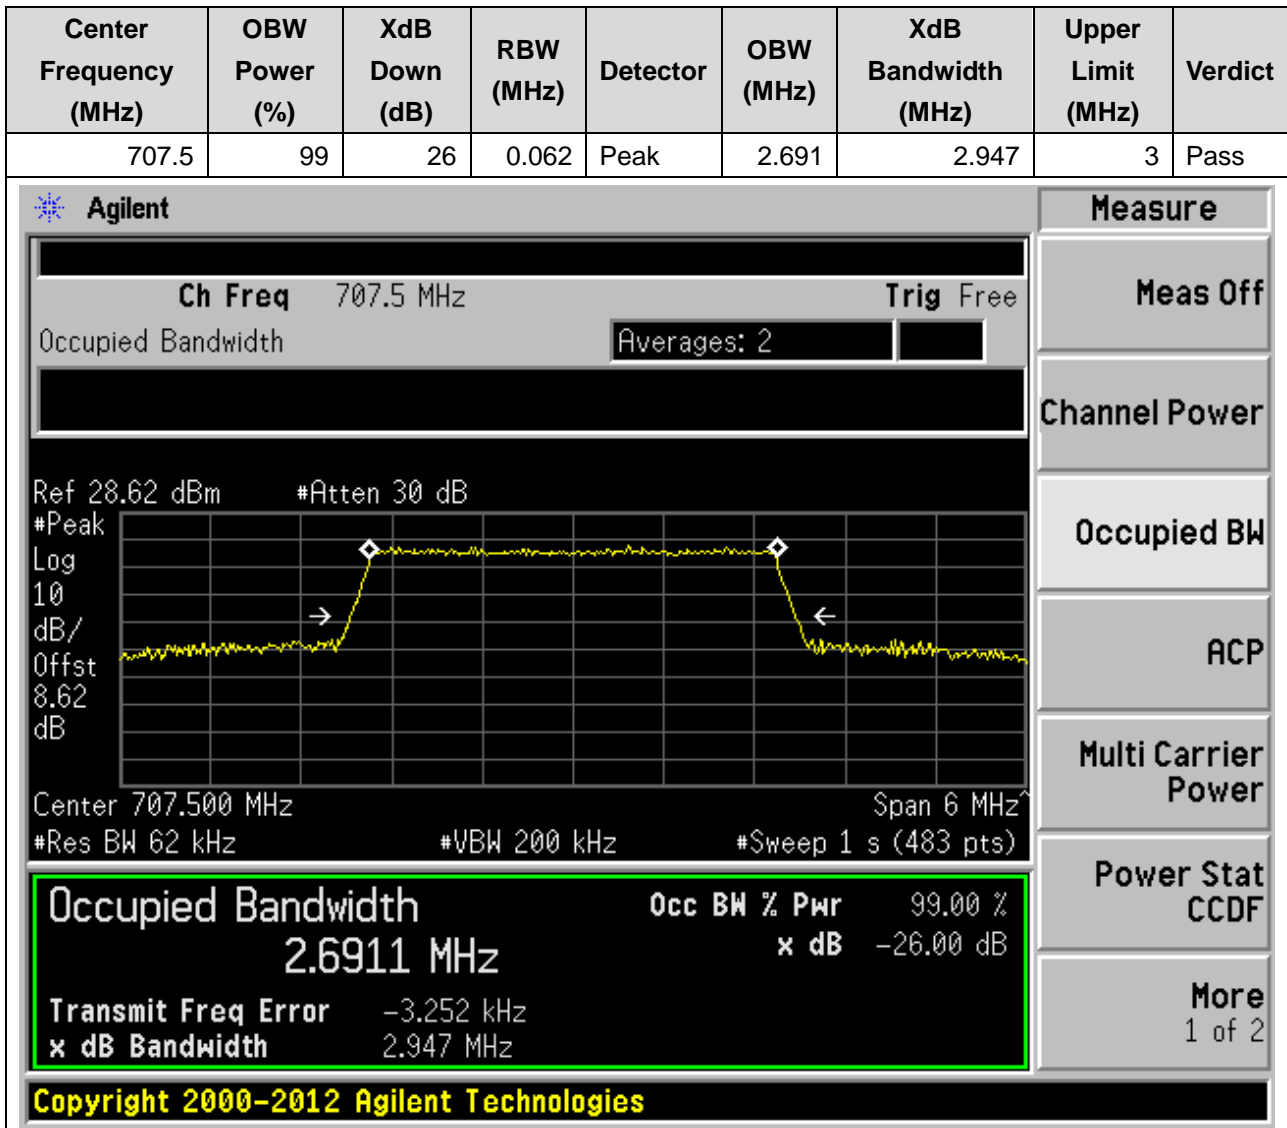 Center Frequency (MHz) OBW Power (%) XdB Down (dB) RBW (MHz) Detector OBW (MHz) XdB Bandwidth (MHz) Upper Limit (MHz) Verdict
707.5 99 26 0.062 Peak 2.691 2.947 3 Pass
Agilent
Measure
Ch Freq 707.5 MHz Trig Free
Meas Off
Occupied Bandwidth Averages: 2
Channel Power
Ref 28.62 dBm #Atten 30 dB
#Peak
Log
10
dB/
Offst
8.62
dB
Occupied BW
ACP
Multi Carrier
Power
Center 707.500 MHz Span 6 MHz^
#Res BW 62 kHz #VBW 200 kHz #Sweep 1 s (483 pts)
Power Stat
CCDF
Occupied Bandwidth Occ BW % Pwr 99.00 %
2.6911 MHz x dB -26.00 dB
Transmit Freq Error -3.252 kHz
x dB Bandwidth 2.947 MHz
More
1 of 2
Copyright 2000-2012 Agilent Technologies